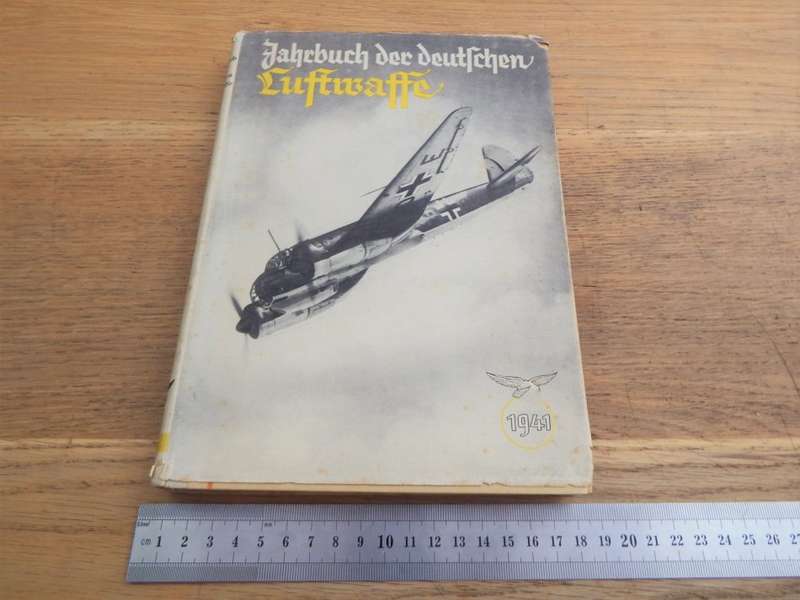 Jahrbuch der deutschen
Luftwaffe
1941
cm 1 2 3 4 5 6 7 8 9 10 11 12 13 14 15 16 17 18 19 20 21 22 23 24 25 26 27